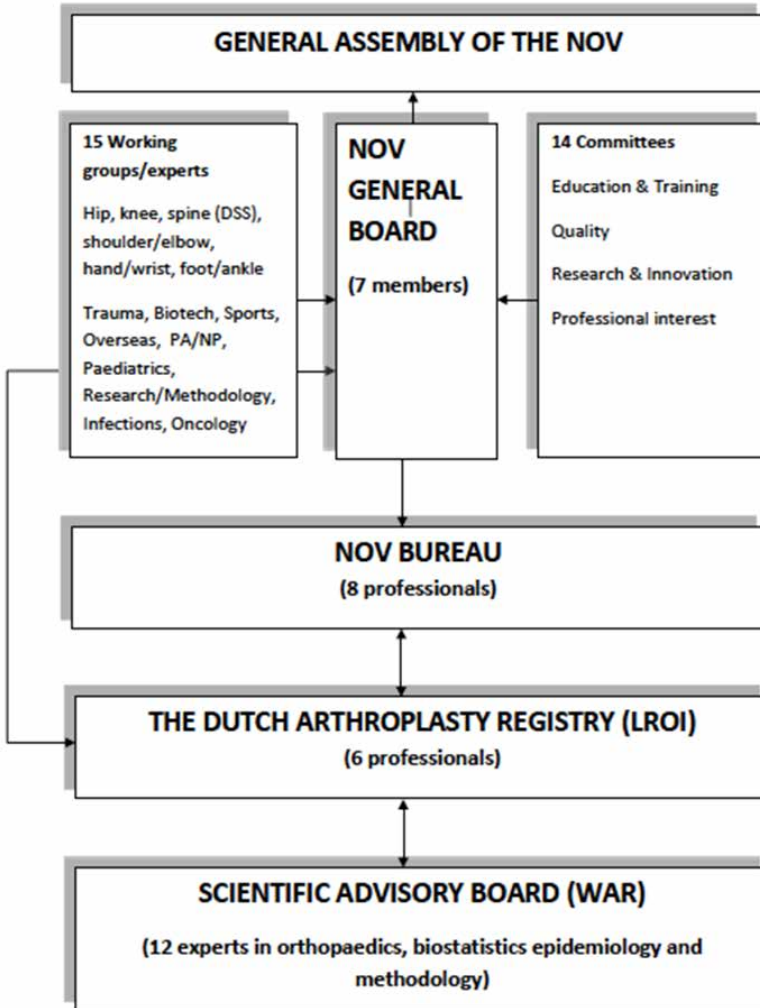 GENERAL ASSEMBLY OF THE NOV
15 Working
groups/experts
Hip, knee, spine (DSS),
shoulder/elbow,
hand/wrist, foot/ankle
Trauma, Biotech, Sports,
Overseas, PA/NP,
Paediatrics,
Research/Methodology,
Infections, Oncology
NOV
GENERAL
BOARD
(7 members)
14 Committees
Education & Training
Quality
Research & Innovation
Professional interest
NOV BUREAU
(8 professionals)
THE DUTCH ARTHROPLASTY REGISTRY (LROI)
(6 professionals)
SCIENTIFIC ADVISORY BOARD (WAR)
(12 experts in orthopaedics, biostatistics epidemiology and
methodology)